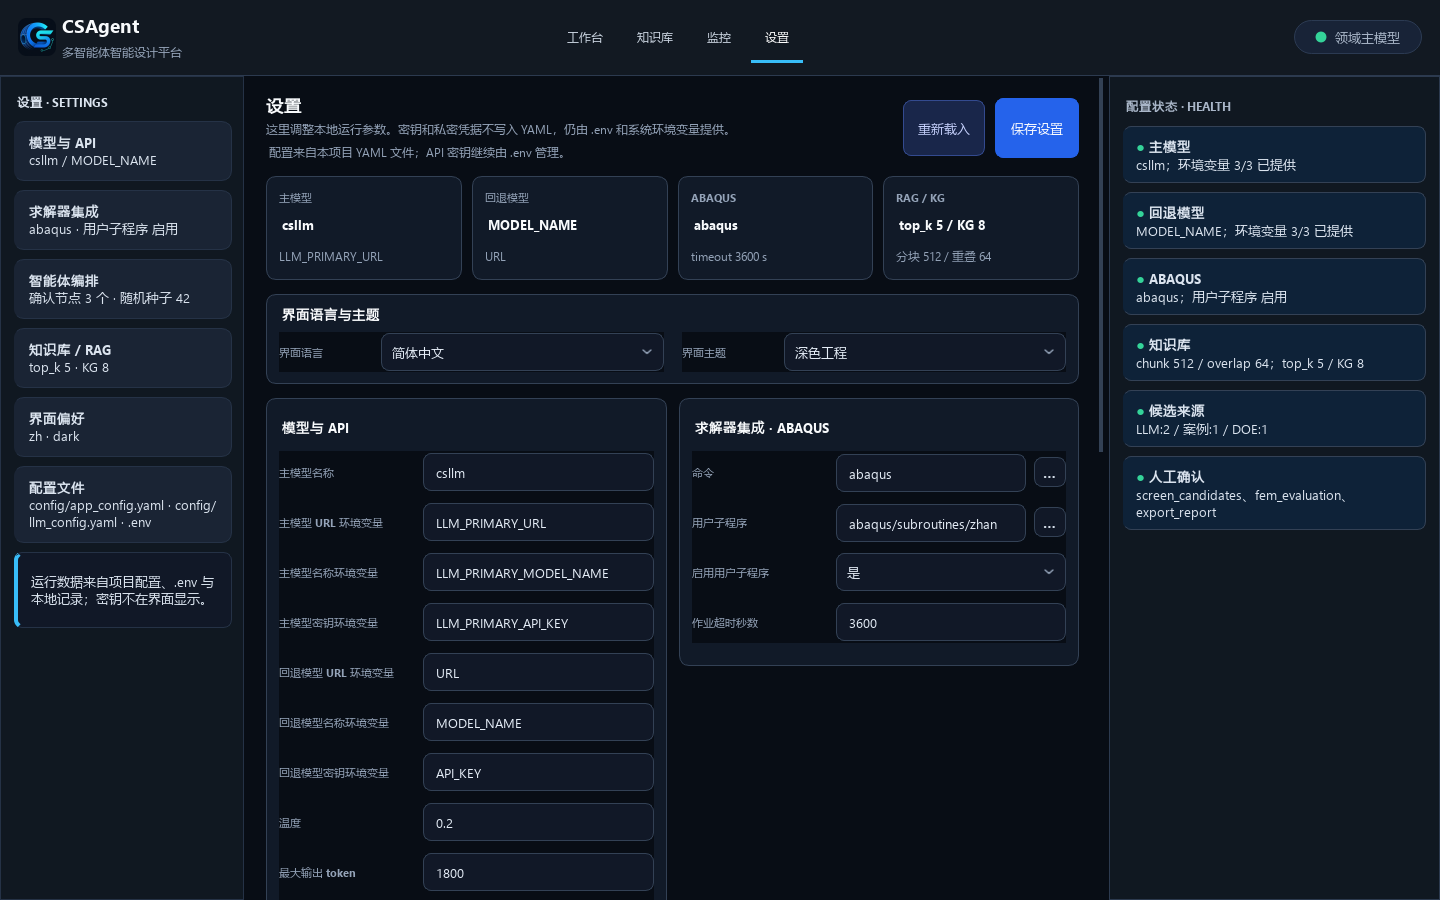 CSAgent
多智能体智能设计平台
工作台
知识库
监控
设置
领域主模型
设置 · SETTINGS
模型与 API
csllm / MODEL_NAME
求解器集成
abaqus · 用户子程序 启用
智能体编排
确认节点 3 个 · 随机种子 42
知识库 / RAG
top_k 5 · KG 8
界面偏好
zh · dark
配置文件
config/app_config.yaml · config/
llm_config.yaml · .env
运行数据来自项目配置、.env 与
本地记录；密钥不在界面显示。
设置
这里调整本地运行参数。密钥和私密凭据不写入 YAML，仍由 .env 和系统环境变量提供。
配置来自本项目 YAML 文件；API 密钥继续由 .env 管理。
重新载入
保存设置
主模型
csllm
LLM_PRIMARY_URL
回退模型
MODEL_NAME
URL
ABAQUS
abaqus
timeout 3600 s
RAG / KG
top_k 5 / KG 8
分块 512 / 重叠 64
界面语言与主题
界面语言
简体中文
界面主题
深色工程
模型与 API
主模型名称
csllm
主模型 URL 环境变量
LLM_PRIMARY_URL
主模型名称环境变量
LLM_PRIMARY_MODEL_NAME
主模型密钥环境变量
LLM_PRIMARY_API_KEY
回退模型 URL 环境变量
URL
回退模型名称环境变量
MODEL_NAME
回退模型密钥环境变量
API_KEY
温度
0.2
最大输出 token
1800
求解器集成 · ABAQUS
命令
abaqus
...
用户子程序
abaqus/subroutines/zhan
...
启用用户子程序
是
作业超时秒数
3600
配置状态 · HEALTH
● 主模型
csllm；环境变量 3/3 已提供
● 回退模型
MODEL_NAME；环境变量 3/3 已提供
● ABAQUS
abaqus；用户子程序 启用
● 知识库
chunk 512 / overlap 64；top_k 5 / KG 8
● 候选来源
LLM:2 / 案例:1 / DOE:1
● 人工确认
screen_candidates、fem_evaluation、
export_report